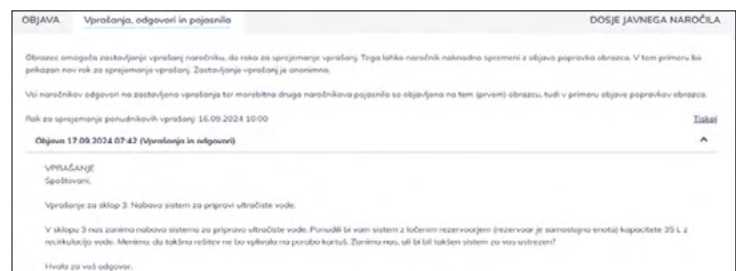 OBJAVA Vprašanja, odgovori in pojasnila DOSJE JAVNEGA NAROČILA
Obrazec omogoča zastavljanje vprašanj naročniku, do roka za sprejemanje vprašanj. Tega lahko naročnik naknadno spremeni z objavo popravka obrazca. V tem primeru bo
prikazan nov rok za sprejemanje vprašanj. Zastavljanje vprašanj je anonimno.
Vsi naročnikov odgovori na zastavljena vprašanja ter morebitna druga naročnikova pojasnila so objavljena na tem (prvem) obrazcu, tudi v primeru objave popravkov obrazca.
Rok za sprejemanje ponudnikovih vprašanj: 16.09.2024 10:00 Tiskaj
Objava 17.09.2024 07:42 (Vprašanja in odgovori)
VPRAŠANJE
Spoštovani,
Vprašanje za sklop 3: Nabava sistem za pripravi ultračiste vode.
V sklopu 3 nas zanima nabava sistema za pripravo ultračiste vode. Ponudili bi vam sistem z ločenim rezervoarjem (rezervoar je samostojna enota) kapacitete 35 L z
recirkulacijo vode. Menimo, da takšna rešitev ne bo vplivala na porabo kartuš. Zanima nas, ali bi bil takšen sistem za vas ustrezen?
Hvala za vaš odgovor.